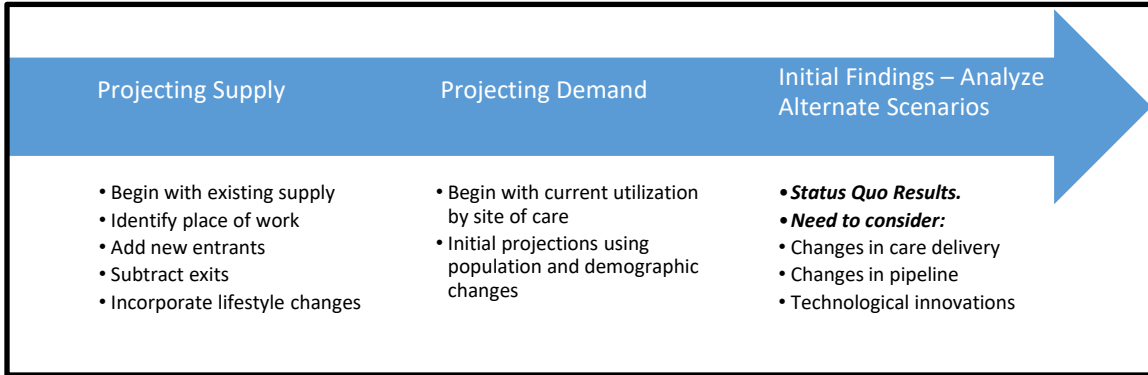 Projecting Supply
• Begin with existing supply
• Identify place of work
• Add new entrants
• Subtract exits
• Incorporate lifestyle changes
Projecting Demand
• Begin with current utilization
by site of care
• Initial projections using
population and demographic
changes
Initial Findings – Analyze
Alternate Scenarios
• Status Quo Results.
• Need to consider:
• Changes in care delivery
• Changes in pipeline
• Technological innovations